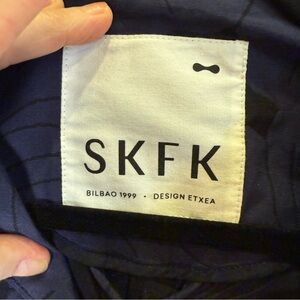 SKFK
BILBAO 1999 · DESIGN ETXEA